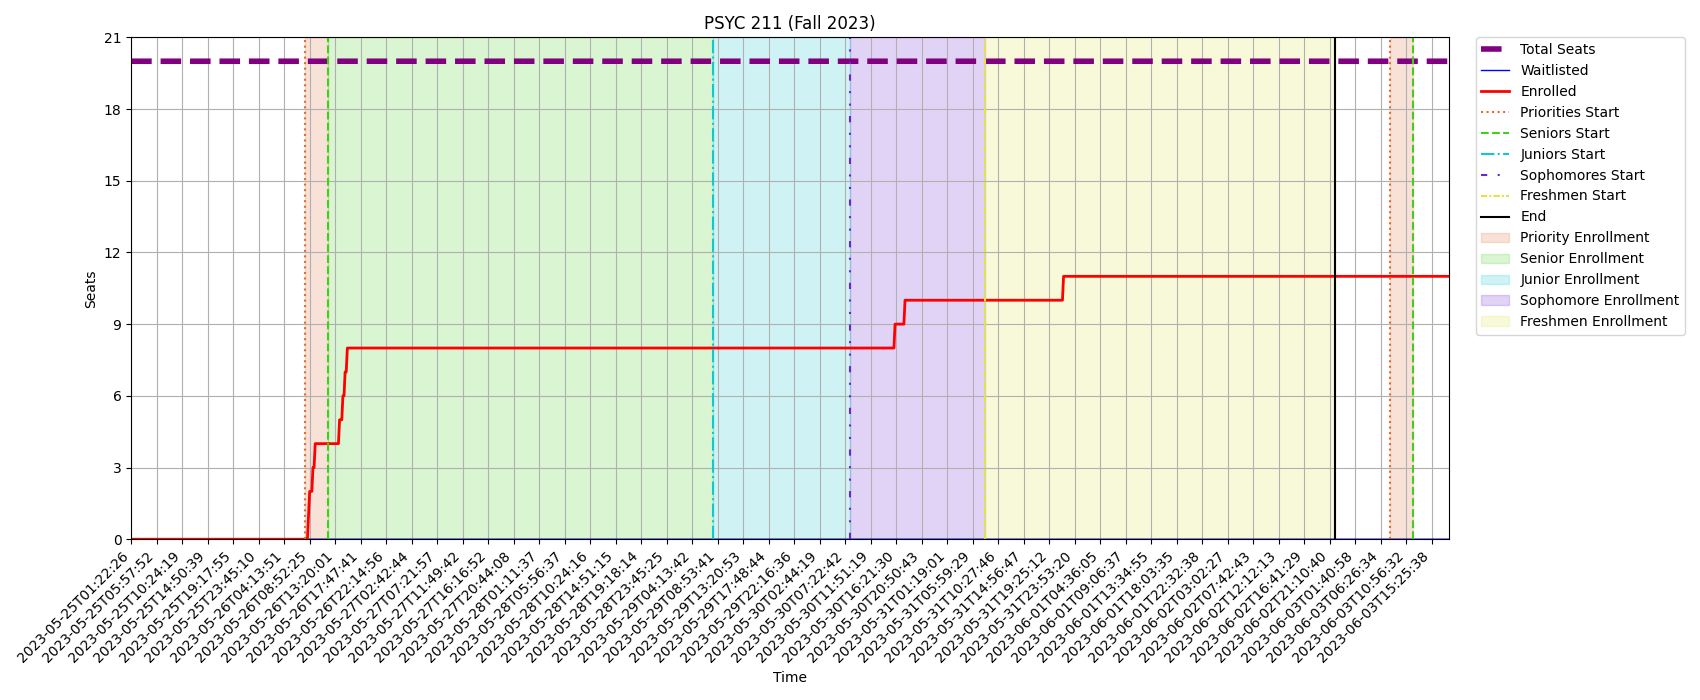 PSYC 211 (Fall 2023)
21
18
15
12
9
6
3
0
Seats
2023-05-25T01:22:26
2023-05-25T05:57:52
2023-05-25T10:24:19
2023-05-25T14:50:39
2023-05-25T19:17:55
2023-05-25T23:45:10
2023-05-26T04:13:51
2023-05-26T08:52:25
2023-05-26T13:20:01
2023-05-26T17:47:41
2023-05-26T22:14:56
2023-05-27T02:42:44
2023-05-27T07:21:57
2023-05-27T11:49:42
2023-05-27T16:16:52
2023-05-27T20:44:08
2023-05-28T01:11:37
2023-05-28T05:56:37
2023-05-28T10:24:16
2023-05-28T14:51:15
2023-05-28T19:18:14
2023-05-28T23:45:25
2023-05-29T04:13:42
2023-05-29T08:53:41
2023-05-29T13:20:53
2023-05-29T17:48:44
2023-05-29T22:16:36
2023-05-30T02:44:19
2023-05-30T07:22:42
2023-05-30T11:51:19
2023-05-30T16:21:30
2023-05-30T20:50:43
2023-05-31T01:19:01
2023-05-31T05:59:29
2023-05-31T10:27:46
2023-05-31T14:56:47
2023-05-31T19:25:12
2023-05-31T23:53:20
2023-06-01T04:36:05
2023-06-01T09:06:37
2023-06-01T13:34:55
2023-06-01T18:03:35
2023-06-01T22:32:38
2023-06-02T03:02:27
2023-06-02T07:42:43
2023-06-02T12:12:13
2023-06-02T16:41:29
2023-06-02T21:10:40
2023-06-03T01:40:58
2023-06-03T06:26:34
2023-06-03T10:56:32
2023-06-03T15:25:38
Time
Total Seats
Waitlisted
Enrolled
Priorities Start
Seniors Start
Juniors Start
Sophomores Start
Freshmen Start
End
Priority Enrollment
Senior Enrollment
Junior Enrollment
Sophomore Enrollment
Freshmen Enrollment